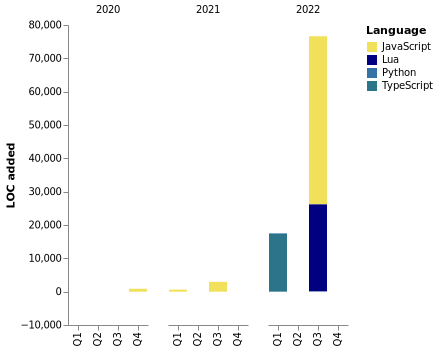 2020 2021 2022
Language
JavaScript
Lua
Python
TypeScript
LOC added
80,000
70,000
60,000
50,000
40,000
30,000
20,000
10,000
0
−10,000
Q1 Q2 Q3 Q4 Q1 Q2 Q3 Q4 Q1 Q2 Q3 Q4